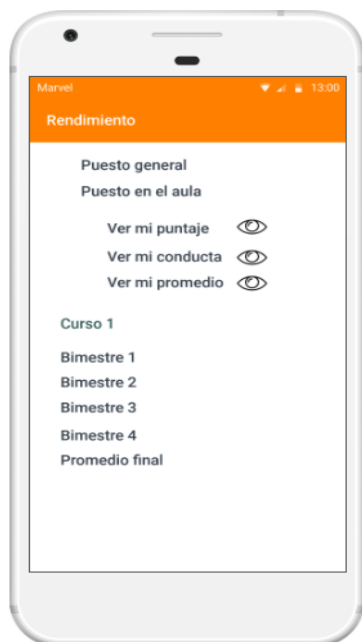 Marvel 13:00
Rendimiento
Puesto general
Puesto en el aula
Ver mi puntaje
Ver mi conducta
Ver mi promedio
Curso 1
Bimestre 1
Bimestre 2
Bimestre 3
Bimestre 4
Promedio final